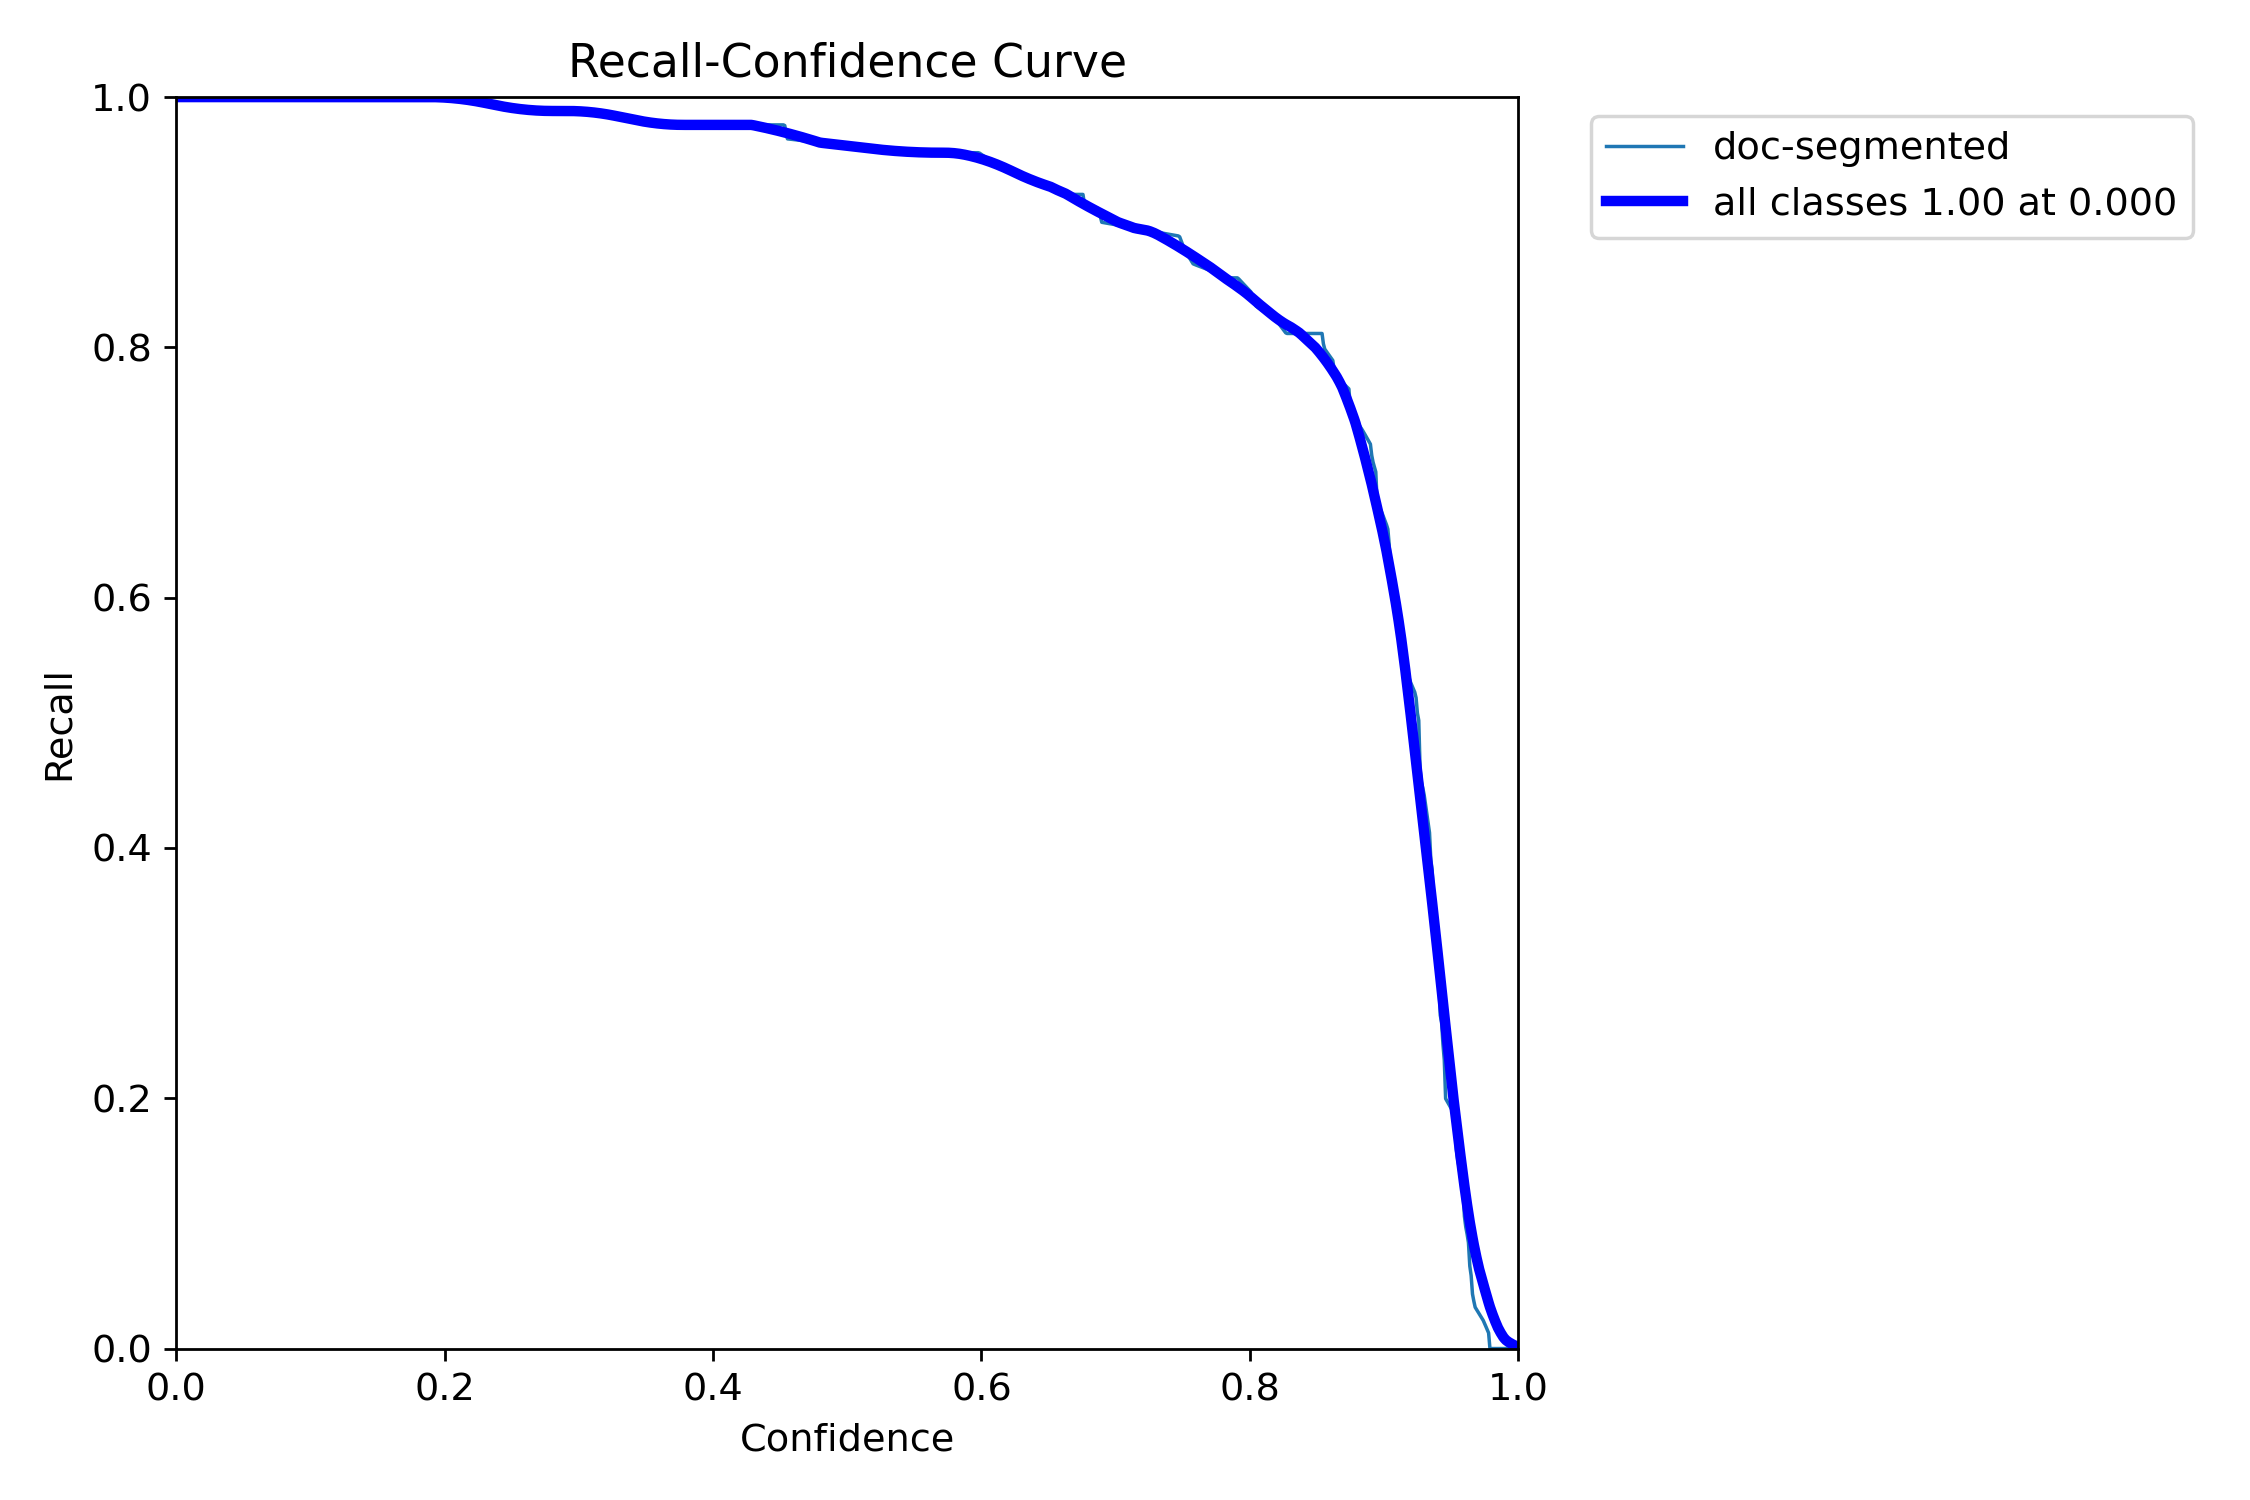 Recall-Confidence Curve
doc-segmented
all classes 1.00 at 0.000
1.0
0.8
0.6
0.4
0.2
0.0
Recall
0.0 0.2 0.4 0.6 0.8 1.0
Confidence